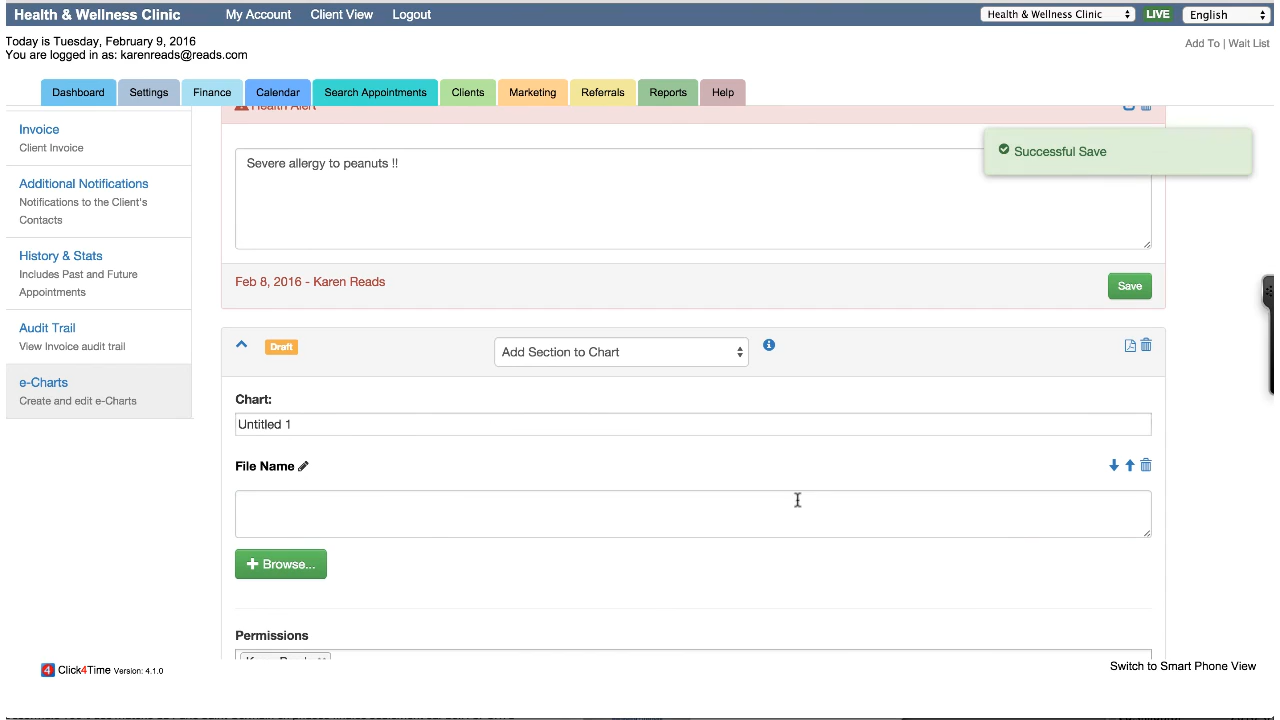 Health & Wellness Clinic My Account Client View Logout Health & Wellness Clinic LIVE English
Today is Tuesday, February 9, 2016
You are logged in as: karenreads@reads.com
Add To | Wait List
Dashboard Settings Finance Calendar Search Appointments Clients Marketing Referrals Reports Help
Health Alert
Invoice
Client Invoice
Additional Notifications
Notifications to the Client's
Contacts
History & Stats
Includes Past and Future
Appointments
Audit Trail
View Invoice audit trail
e-Charts
Create and edit e-Charts
Successful Save
Severe allergy to peanuts !!
Feb 8, 2016 - Karen Reads Save
Draft Add Section to Chart
Chart:
Untitled 1
File Name
+ Browse...
Permissions
4 Click4Time Version: 4.1.0
Switch to Smart Phone View